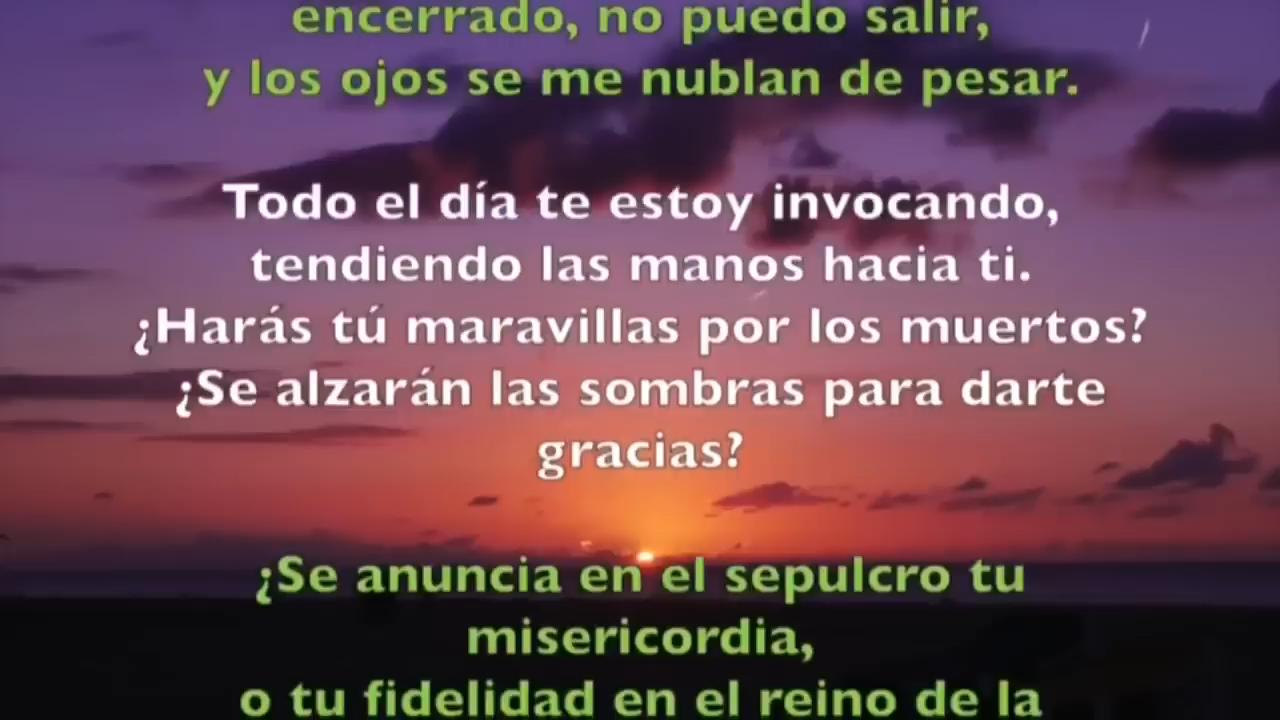 encerrado, no puedo salir,
y los ojos se me nublan de pesar.
Todo el día te estoy invocando,
tendiendo las manos hacia ti.
¿Harás tú maravillas por los muertos?
¿Se alzarán las sombras para darte
gracias?
¿Se anuncia en el sepulcro tu
misericordia,
o tu fidelidad en el reino de la